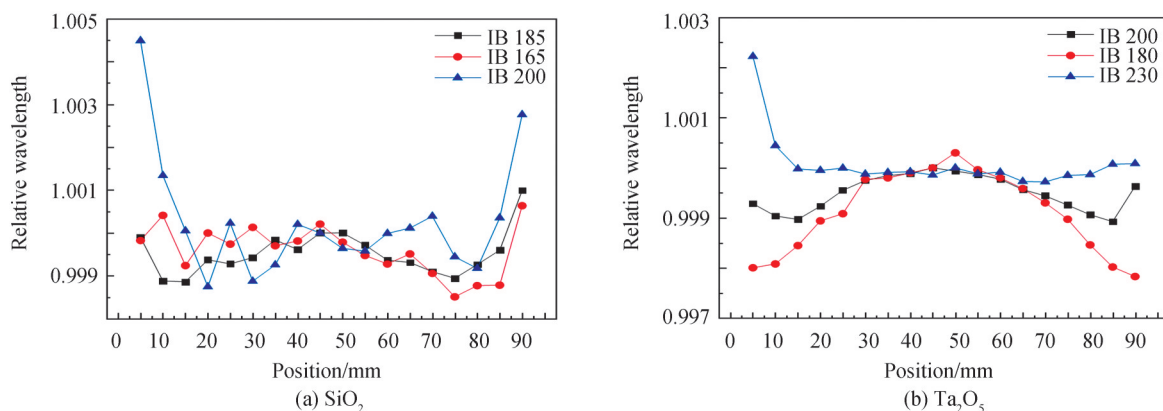 1.005
1.003
1.001
0.999
Relative wavelength
IB 185
IB 165
IB 200
0 10 20 30 40 50 60 70 80 90
Position/mm
(a) SiO₂
1.003
1.001
0.999
0.997
Relative wavelength
IB 200
IB 180
IB 230
0 10 20 30 40 50 60 70 80 90
Position/mm
(b) Ta₂O₅